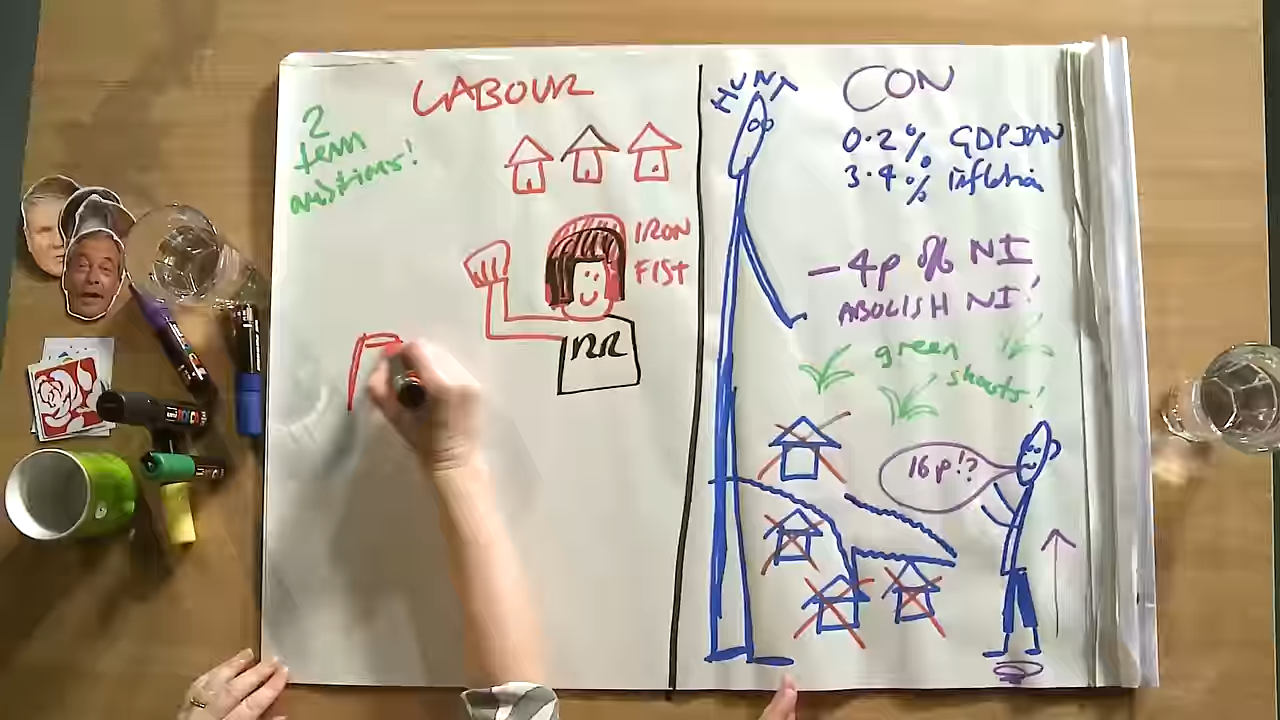 LABOUR
2
term
ambitions!
IRON
FIST
RR
HUNT
CON
0.2% GDP JAN
3.4% inflation
-4p off NI
ABOLISH NI!
green
shoots!
16p!?